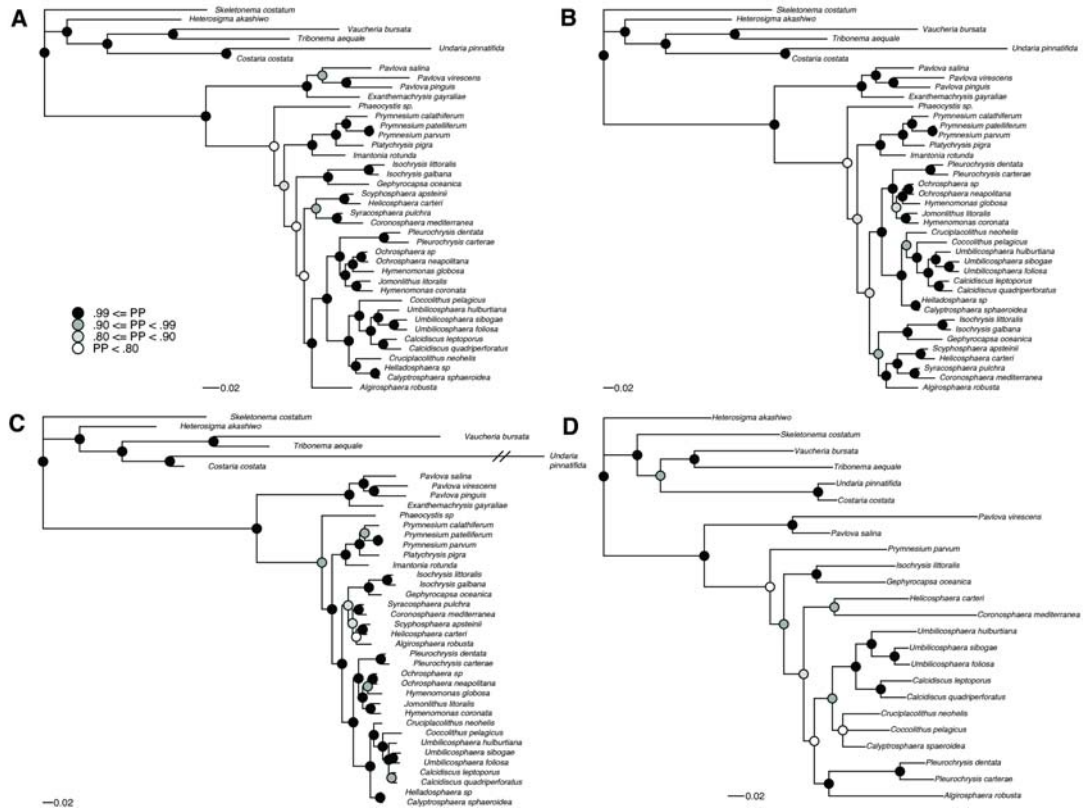 A
Skeletonema costatum
Heterosigma akashiwo
Vaucheria bursata
Tribonema aequale
Undaria pinnatifida
Costaria costata
Pavlova salina
Pavlova virescens
Pavlova pinguis
Exanthemachrysis gayraliae
Phaeocystis sp.
Prymnesium calathiferum
Prymnesium patelliferum
Prymnesium parvum
Platychrysis pigra
Imantonia rotunda
Isochrysis littoralis
Isochrysis galbana
Gephyrocapsa oceanica
Scyphosphaera apsteinii
Helicosphaera carteri
Syracosphaera pulchra
Coronosphaera mediterranea
Pleurochrysis dentata
Pleurochrysis carterae
Ochrosphaera sp
Ochrosphaera neapolitana
Hymenomonas globosa
Jomonlithus litoralis
Hymenomonas coronata
Coccolithus pelagicus
Umbilicosphaera hulburtiana
Umbilicosphaera sibogae
Umbilicosphaera foliosa
Calcidiscus leptoporus
Calcidiscus quadriperforatus
Cruciplacolithus neohelis
Helladosphaera sp
Calyptrosphaera sphaeroidea
Algirosphaera robusta
.99 <= PP
.90 <= PP < .99
.80 <= PP < .90
PP < .80
0.02
B
Skeletonema costatum
Heterosigma akashiwo
Vaucheria bursata
Tribonema aequale
Undaria pinnatifida
Costaria costata
Pavlova salina
Pavlova virescens
Pavlova pinguis
Exanthemachrysis gayraliae
Phaeocystis sp.
Prymnesium calathiferum
Prymnesium patelliferum
Prymnesium parvum
Platychrysis pigra
Imantonia rotunda
Pleurochrysis dentata
Pleurochrysis carterae
Ochrosphaera sp
Ochrosphaera neapolitana
Hymenomonas globosa
Jomonlithus litoralis
Hymenomonas coronata
Cruciplacolithus neohelis
Coccolithus pelagicus
Umbilicosphaera hulburtiana
Umbilicosphaera sibogae
Umbilicosphaera foliosa
Calcidiscus leptoporus
Calcidiscus quadriperforatus
Helladosphaera sp
Calyptrosphaera sphaeroidea
Isochrysis littoralis
Isochrysis galbana
Gephyrocapsa oceanica
Scyphosphaera apsteinii
Helicosphaera carteri
Syracosphaera pulchra
Coronosphaera mediterranea
Algirosphaera robusta
0.02
C
Skeletonema costatum
Heterosigma akashiwo
Vaucheria bursata
Tribonema aequale
Undaria
pinnatifida
Costaria costata
Pavlova salina
Pavlova virescens
Pavlova pinguis
Exanthemachrysis gayraliae
Phaeocystis sp
Prymnesium calathiferum
Prymnesium patelliferum
Prymnesium parvum
Platychrysis pigra
Imantonia rotunda
Isochrysis littoralis
Isochrysis galbana
Gephyrocapsa oceanica
Syracosphaera pulchra
Coronosphaera mediterranea
Scyphosphaera apsteinii
Helicosphaera carteri
Algirosphaera robusta
Pleurochrysis dentata
Pleurochrysis carterae
Ochrosphaera sp
Ochrosphaera neapolitana
Hymenomonas globosa
Jomonlithus litoralis
Hymenomonas coronata
Cruciplacolithus neohelis
Coccolithus pelagicus
Umbilicosphaera hulburtiana
Umbilicosphaera sibogae
Umbilicosphaera foliosa
Calcidiscus leptoporus
Calcidiscus quadriperforatus
Helladosphaera sp
Calyptrosphaera sphaeroidea
0.02
D
Heterosigma akashiwo
Skeletonema costatum
Vaucheria bursata
Tribonema aequale
Undaria pinnatifida
Costaria costata
Pavlova virescens
Pavlova salina
Prymnesium parvum
Isochrysis littoralis
Gephyrocapsa oceanica
Helicosphaera carteri
Coronosphaera mediterranea
Umbilicosphaera hulburtiana
Umbilicosphaera sibogae
Umbilicosphaera foliosa
Calcidiscus leptoporus
Calcidiscus quadriperforatus
Cruciplacolithus neohelis
Coccolithus pelagicus
Calyptrosphaera spaeroidea
Pleurochrysis dentata
Pleurochrysis carterae
Algirosphaera robusta
0.02